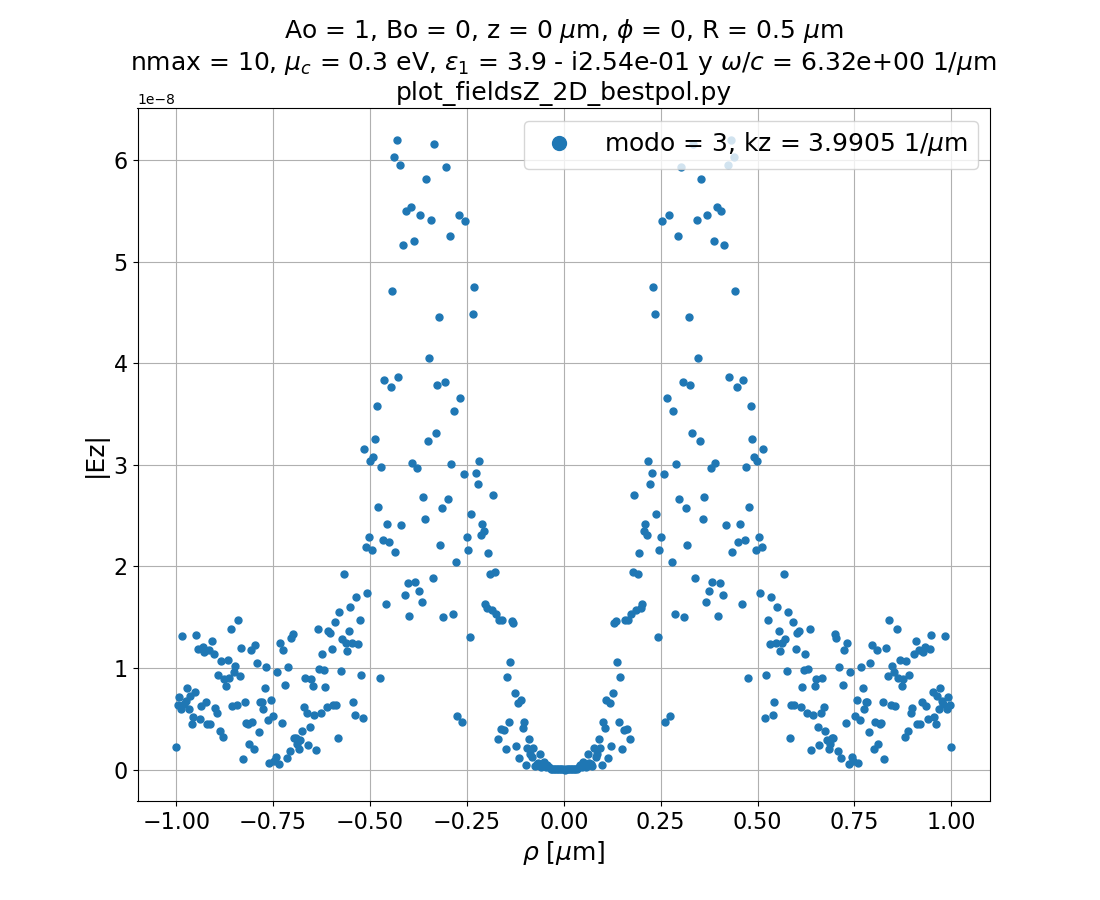 Ao = 1, Bo = 0, z = 0 μm, ϕ = 0, R = 0.5 μm
nmax = 10, μc = 0.3 eV, ε1 = 3.9 - i2.54e-01 y ω/c = 6.32e+00 1/μm
plot_fieldsZ_2D_bestpol.py
1e−8
modo = 3, kz = 3.9905 1/μm
6
5
4
3
2
1
0
|Ez|
−1.00 −0.75 −0.50 −0.25 0.00 0.25 0.50 0.75 1.00
ρ [μm]